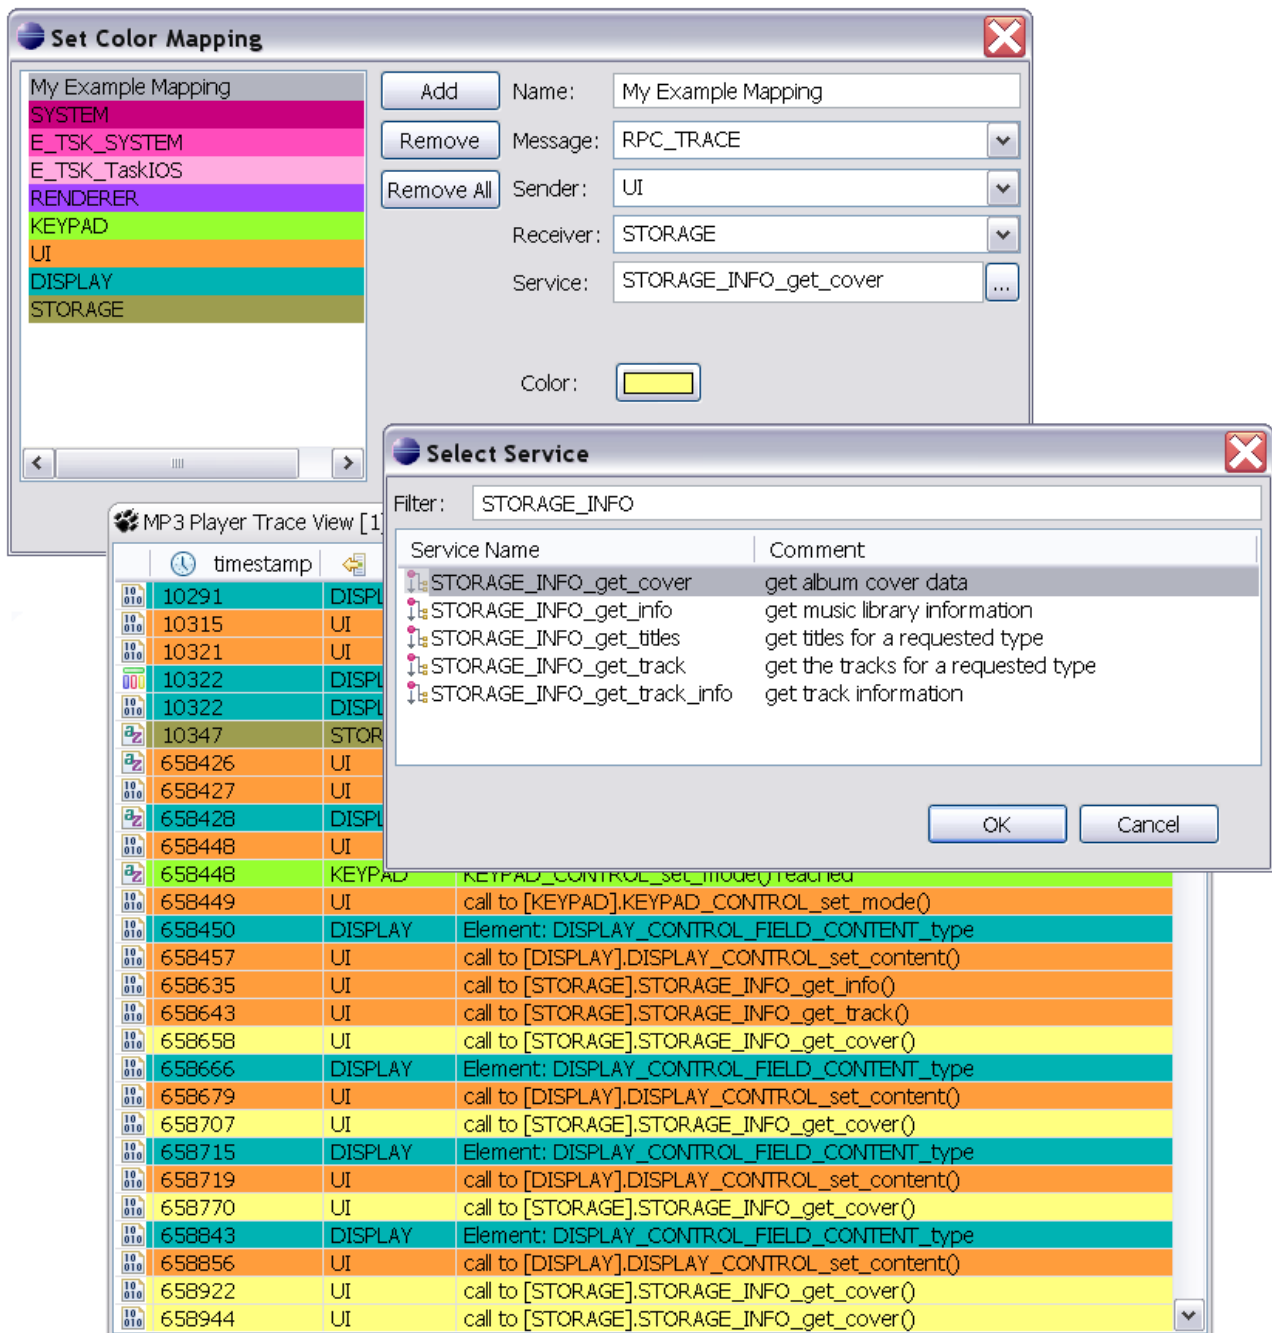 Set Color Mapping
My Example Mapping
SYSTEM
E_TSK_SYSTEM
E_TSK_TaskIOS
RENDERER
KEYPAD
UI
DISPLAY
STORAGE
Add
Remove
Remove All
Name: My Example Mapping
Message: RPC_TRACE
Sender: UI
Receiver: STORAGE
Service: STORAGE_INFO_get_cover ...
Color:
Select Service
Filter: STORAGE_INFO
Service Name Comment
STORAGE_INFO_get_cover get album cover data
STORAGE_INFO_get_info get music library information
STORAGE_INFO_get_titles get titles for a requested type
STORAGE_INFO_get_track get the tracks for a requested type
STORAGE_INFO_get_track_info get track information
OK Cancel
MP3 Player Trace View [1]
timestamp
10291 DISPL
10315 UI
10321 UI
10322 DISPL
10322 DISPL
10347 STOR
658426 UI
658427 UI
658428 DISPL
658448 UI
658448 KEYPAD KEYPAD_CONTROL_set_mode() reached
658449 UI call to [KEYPAD].KEYPAD_CONTROL_set_mode()
658450 DISPLAY Element: DISPLAY_CONTROL_FIELD_CONTENT_type
658457 UI call to [DISPLAY].DISPLAY_CONTROL_set_content()
658635 UI call to [STORAGE].STORAGE_INFO_get_info()
658643 UI call to [STORAGE].STORAGE_INFO_get_track()
658658 UI call to [STORAGE].STORAGE_INFO_get_cover()
658666 DISPLAY Element: DISPLAY_CONTROL_FIELD_CONTENT_type
658679 UI call to [DISPLAY].DISPLAY_CONTROL_set_content()
658707 UI call to [STORAGE].STORAGE_INFO_get_cover()
658715 DISPLAY Element: DISPLAY_CONTROL_FIELD_CONTENT_type
658719 UI call to [DISPLAY].DISPLAY_CONTROL_set_content()
658770 UI call to [STORAGE].STORAGE_INFO_get_cover()
658843 DISPLAY Element: DISPLAY_CONTROL_FIELD_CONTENT_type
658856 UI call to [DISPLAY].DISPLAY_CONTROL_set_content()
658922 UI call to [STORAGE].STORAGE_INFO_get_cover()
658944 UI call to [STORAGE].STORAGE_INFO_get_cover()